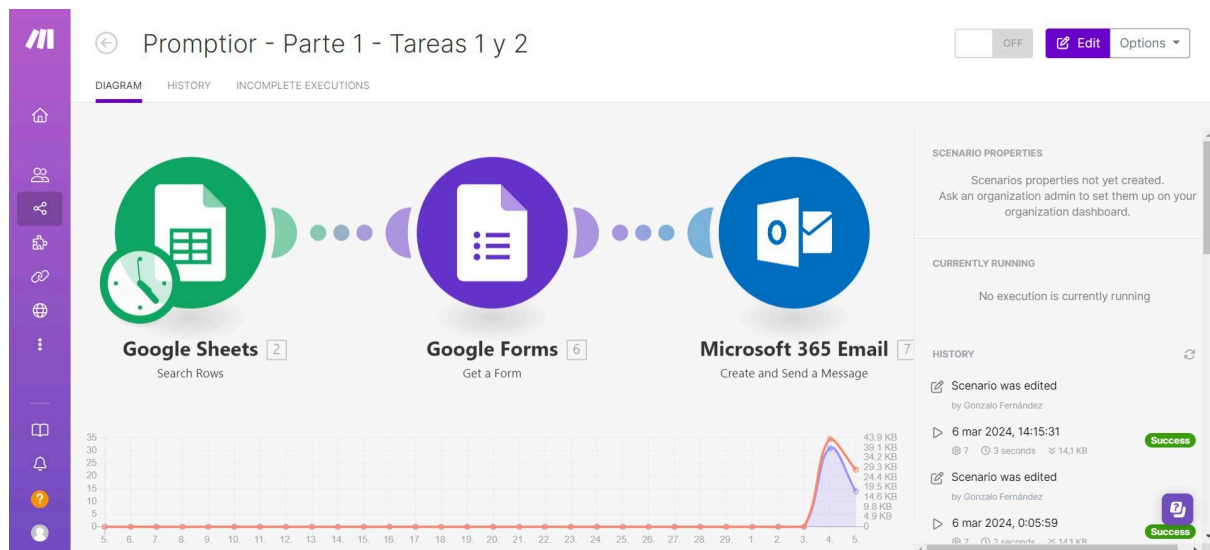 Promptior - Parte 1 - Tareas 1 y 2
OFF
Edit
Options
DIAGRAM
HISTORY
INCOMPLETE EXECUTIONS
Google Sheets 2
Search Rows
Google Forms 6
Get a Form
Microsoft 365 Email 7
Create and Send a Message
35
30
25
20
15
10
5
0
43.9 KB
39.1 KB
34.2 KB
29.3 KB
24.4 KB
19.5 KB
14.6 KB
9.8 KB
4.9 KB
0
5. 6. 7. 8. 9. 10. 11. 12. 13. 14. 15. 16. 17. 18. 19. 20. 21. 22. 23. 24. 25. 26. 27. 28. 29. 1. 2. 3. 4. 5.
SCENARIO PROPERTIES
Scenarios properties not yet created.
Ask an organization admin to set them up on your
organization dashboard.
CURRENTLY RUNNING
No execution is currently running
HISTORY
Scenario was edited
by Gonzalo Fernández
6 mar 2024, 14:15:31
Success
7 3 seconds 14,1 KB
Scenario was edited
by Gonzalo Fernández
6 mar 2024, 0:05:59
Success
7 2 seconds 14,1 KB